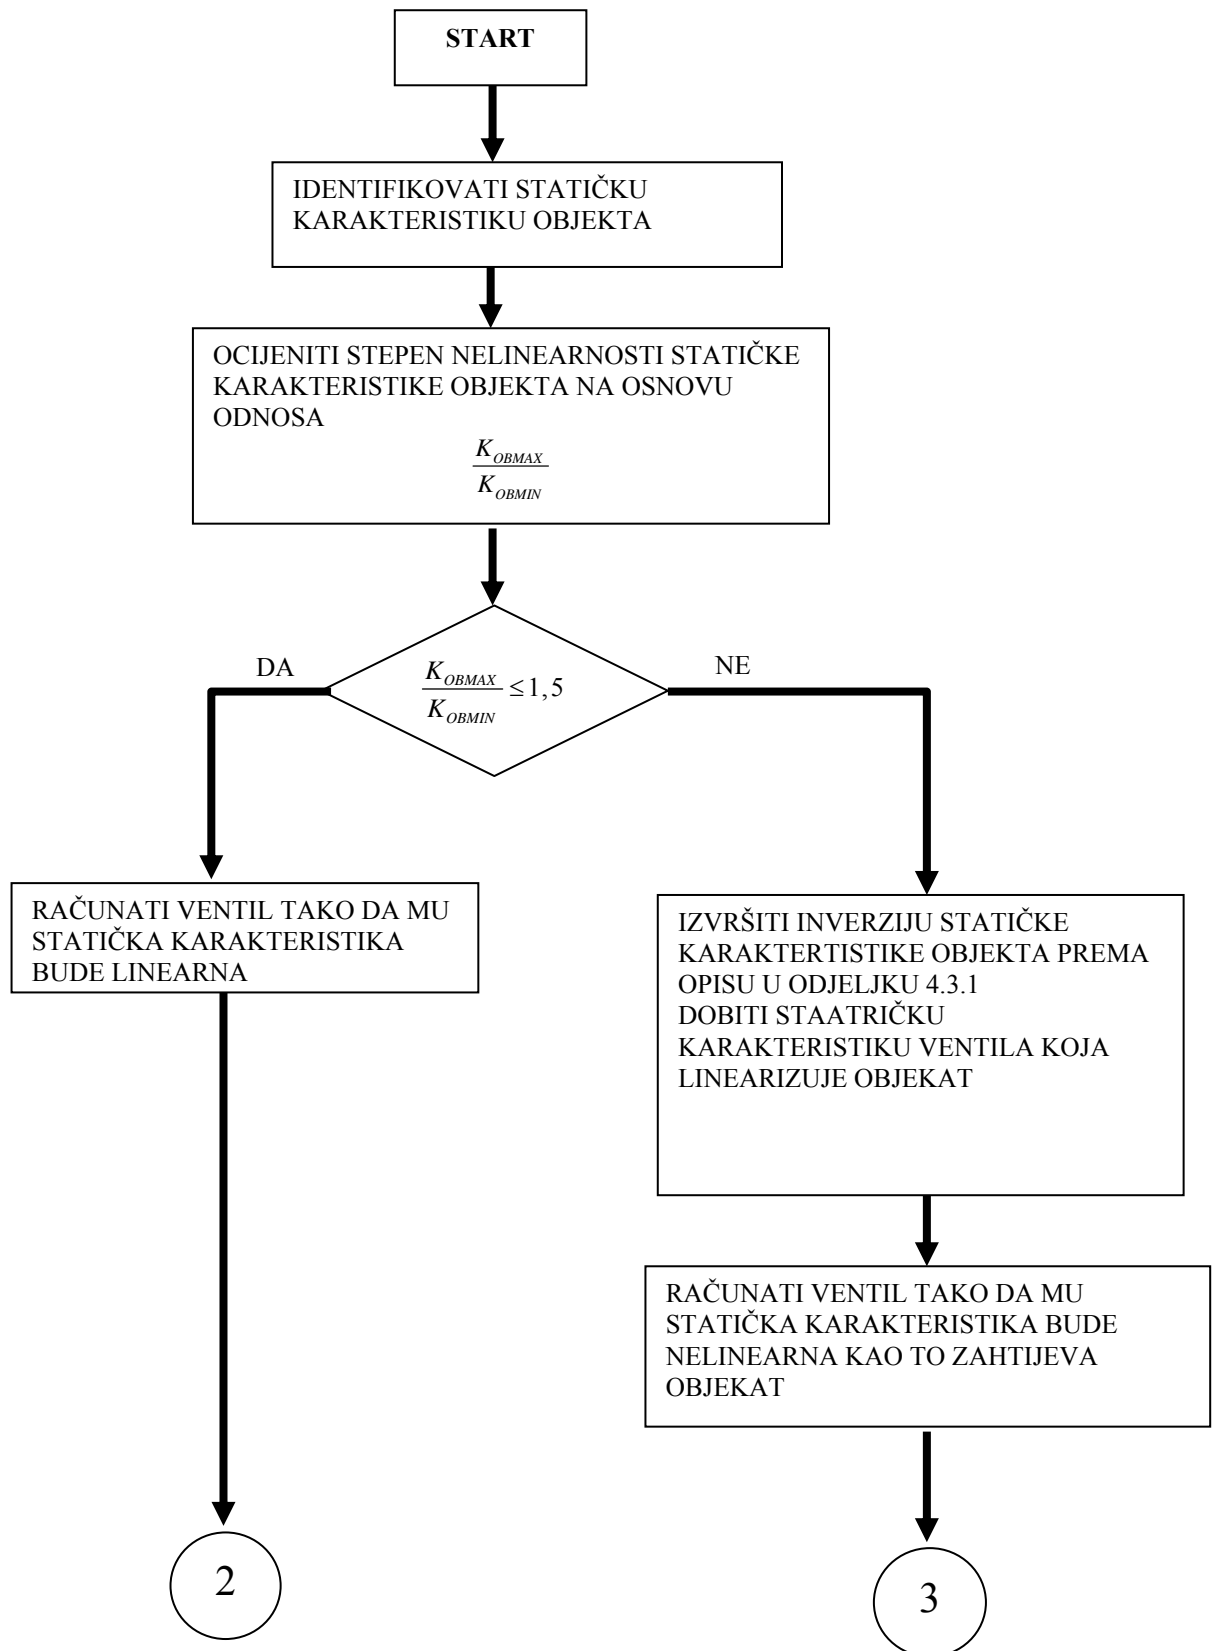 START
IDENTIFIKOVATI STATIČKU
KARAKTERISTIKU OBJEKTA
OCIJENITI STEPEN NELINEARNOSTI STATIČKE
KARAKTERISTIKE OBJEKTA NA OSNOVU
ODNOSA
K_OBMAX
K_OBMIN
DA
K_OBMAX
K_OBMIN
≤ 1,5
NE
RAČUNATI VENTIL TAKO DA MU
STATIČKA KARAKTERISTIKA
BUDE LINEARNA
IZVRŠITI INVERZIJU STATIČKE
KARAKTERTISTIKE OBJEKTA PREMA
OPISU U ODJELJKU 4.3.1
DOBITI STAATRIČKU
KARAKTERISTIKU VENTILA KOJA
LINEARIZUJE OBJEKAT
RAČUNATI VENTIL TAKO DA MU
STATIČKA KARAKTERISTIKA BUDE
NELINEARNA KAO TO ZAHTIJEVA
OBJEKAT
2
3